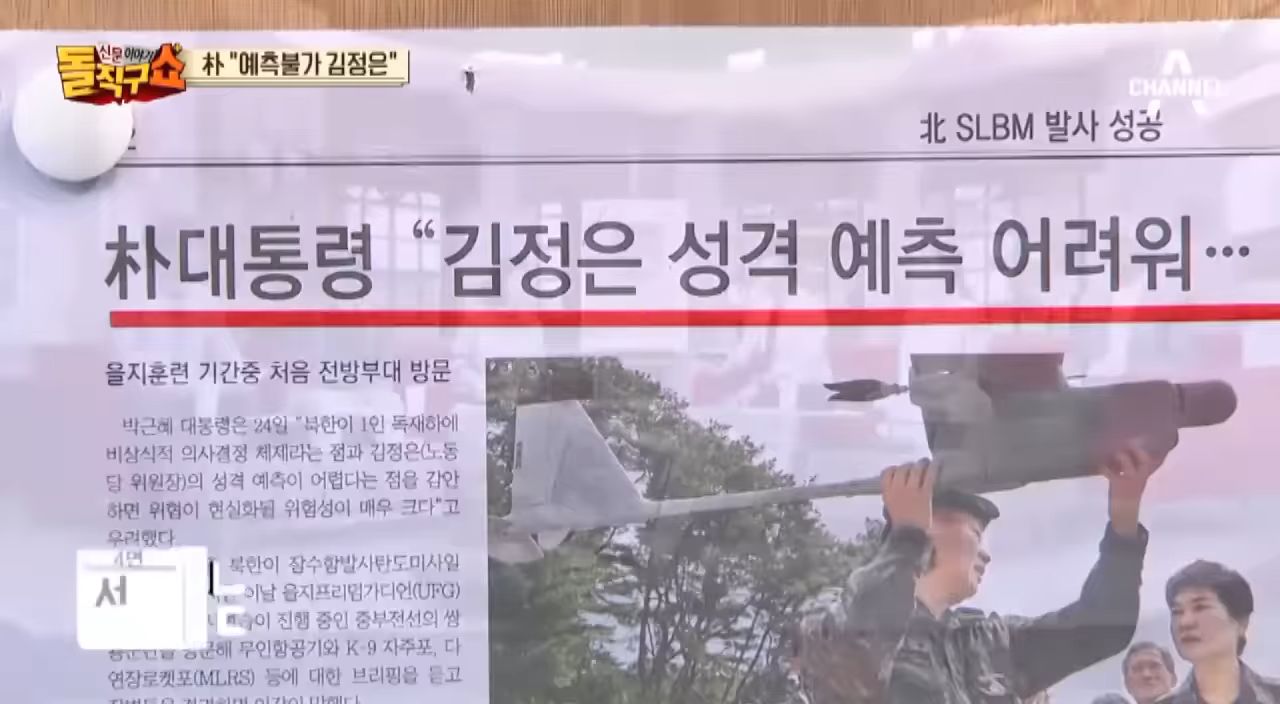 신문이야기
돌직구쇼
朴 "예측불가 김정은"
CHANNEL A
北 SLBM 발사 성공
朴대통령 “김정은 성격 예측 어려워…
을지훈련 기간중 처음 전방부대 방문
박근혜 대통령은 24일 "북한이 1인 독재하에
비상식적 의사결정 체제라는 점과 김정은(노동
당 위원장)의 성격 예측이 어렵다는 점을 감안
하면 위협이 현실화될 위험성이 매우 크다"고
우려했다.
4면
북한이 잠수함발사탄도미사일
이날 을지프리덤가디언(UFG)
서
이 진행 중인 중부전선의
방문해 무인항공기와 K-9 자주포, 다
연장로켓포(MLRS) 등에 대한 브리핑을 듣고